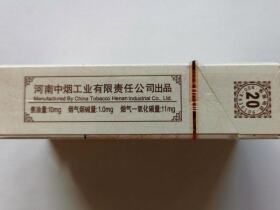 河南中烟工业有限责任公司出品
Manufactured By China Tobacco Henan Industrial Co., Ltd.
焦油量:10mg 烟气烟碱量:1.0mg 烟气一氧化碳量:11mg
20